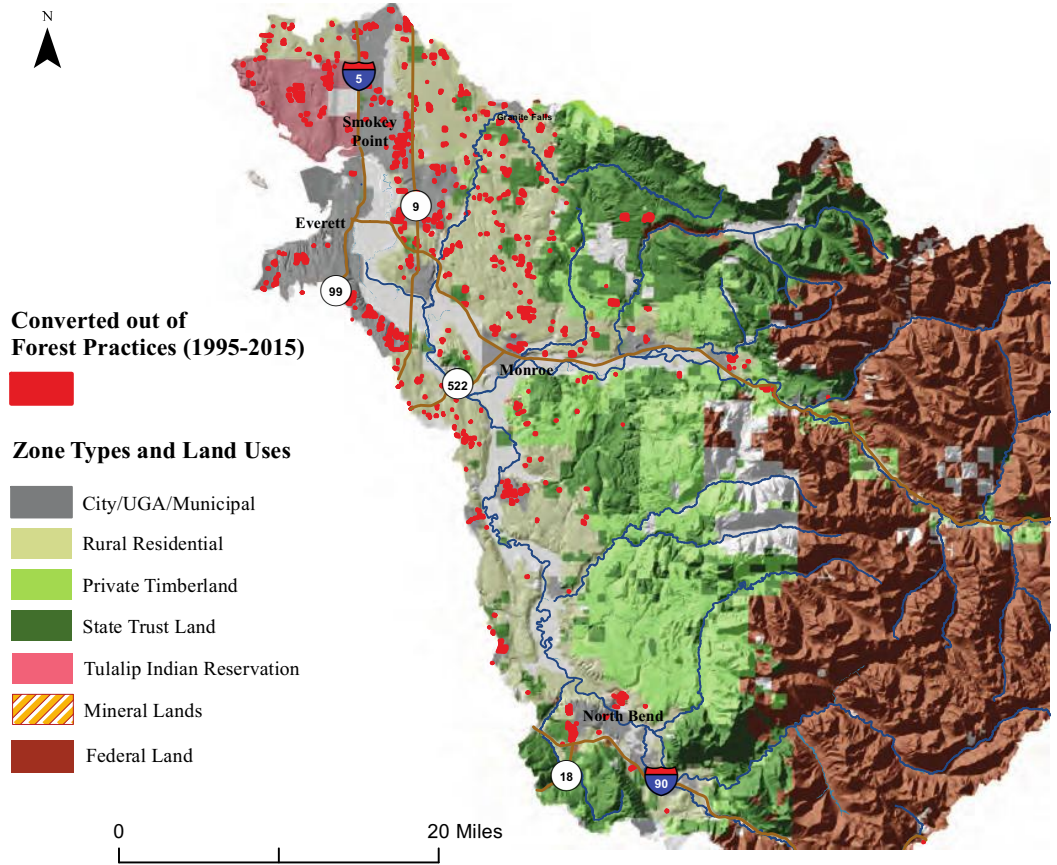 N
5
Smokey
Point
Granite Falls
9
Everett
99
Converted out of
Forest Practices (1995-2015)
Monroe
522
Zone Types and Land Uses
City/UGA/Municipal
Rural Residential
Private Timberland
State Trust Land
Tulalip Indian Reservation
Mineral Lands
Federal Land
North Bend
18
90
0
20 Miles